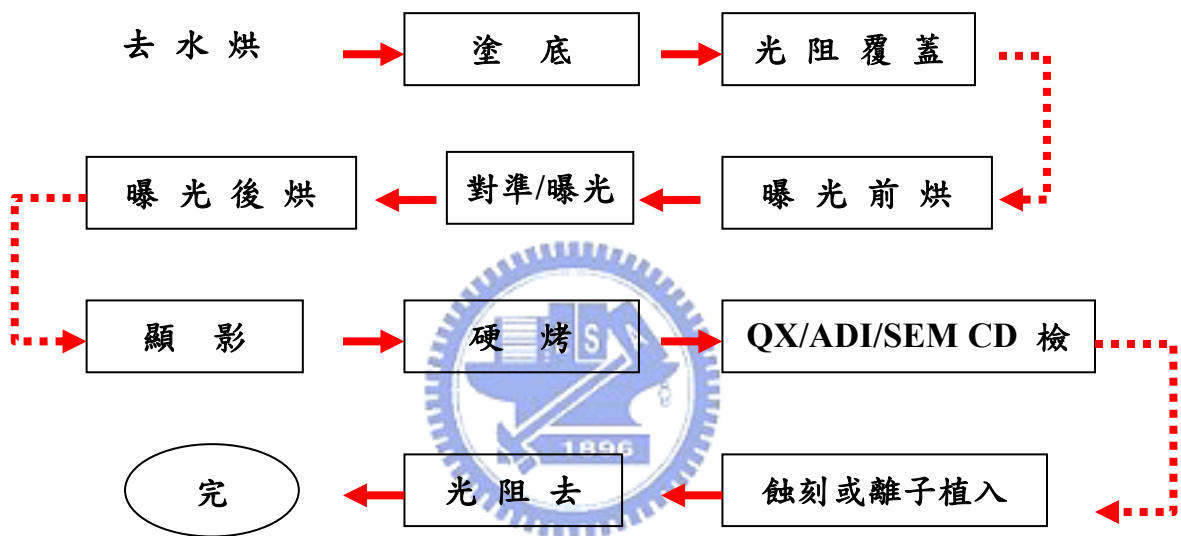 去水烘
塗底
光阻覆蓋
曝光前烘
對準/曝光
曝光後烘
顯影
硬烤
QX/ADI/SEM CD 檢
蝕刻或離子植入
光阻去
完
S
1896